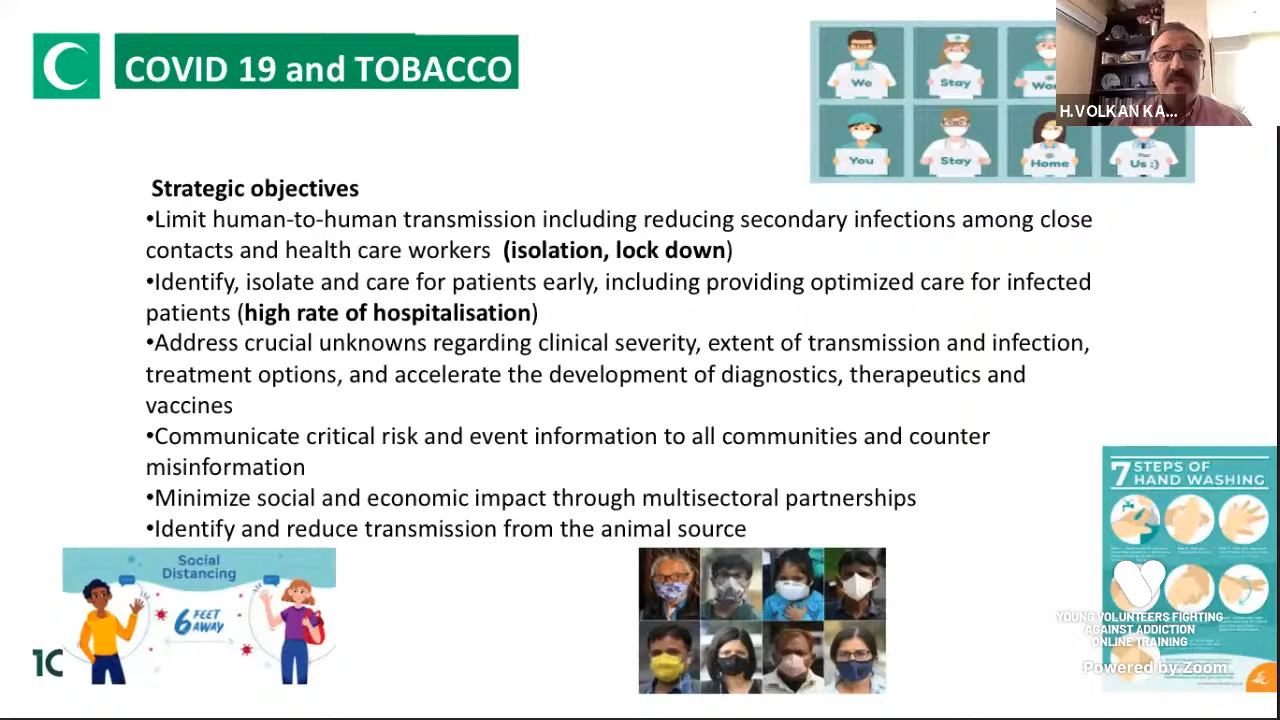 COVID 19 and TOBACCO
We
Stay
You
Stay
@
Home
For
Us :)
H.VOLKAN KA...
Strategic objectives
•Limit human-to-human transmission including reducing secondary infections among close
contacts and health care workers (isolation, lock down)
•Identify, isolate and care for patients early, including providing optimized care for infected
patients (high rate of hospitalisation)
•Address crucial unknowns regarding clinical severity, extent of transmission and infection,
treatment options, and accelerate the development of diagnostics, therapeutics and
vaccines
•Communicate critical risk and event information to all communities and counter
misinformation
•Minimize social and economic impact through multisectoral partnerships
•Identify and reduce transmission from the animal source
Social
Distancing
6 FEET
AWAY
7 STEPS OF
HAND WASHING
YOUNG VOLUNTEERS FIGHTING
AGAINST ADDICTION
ONLINE TRAINING
Powered by Zoom